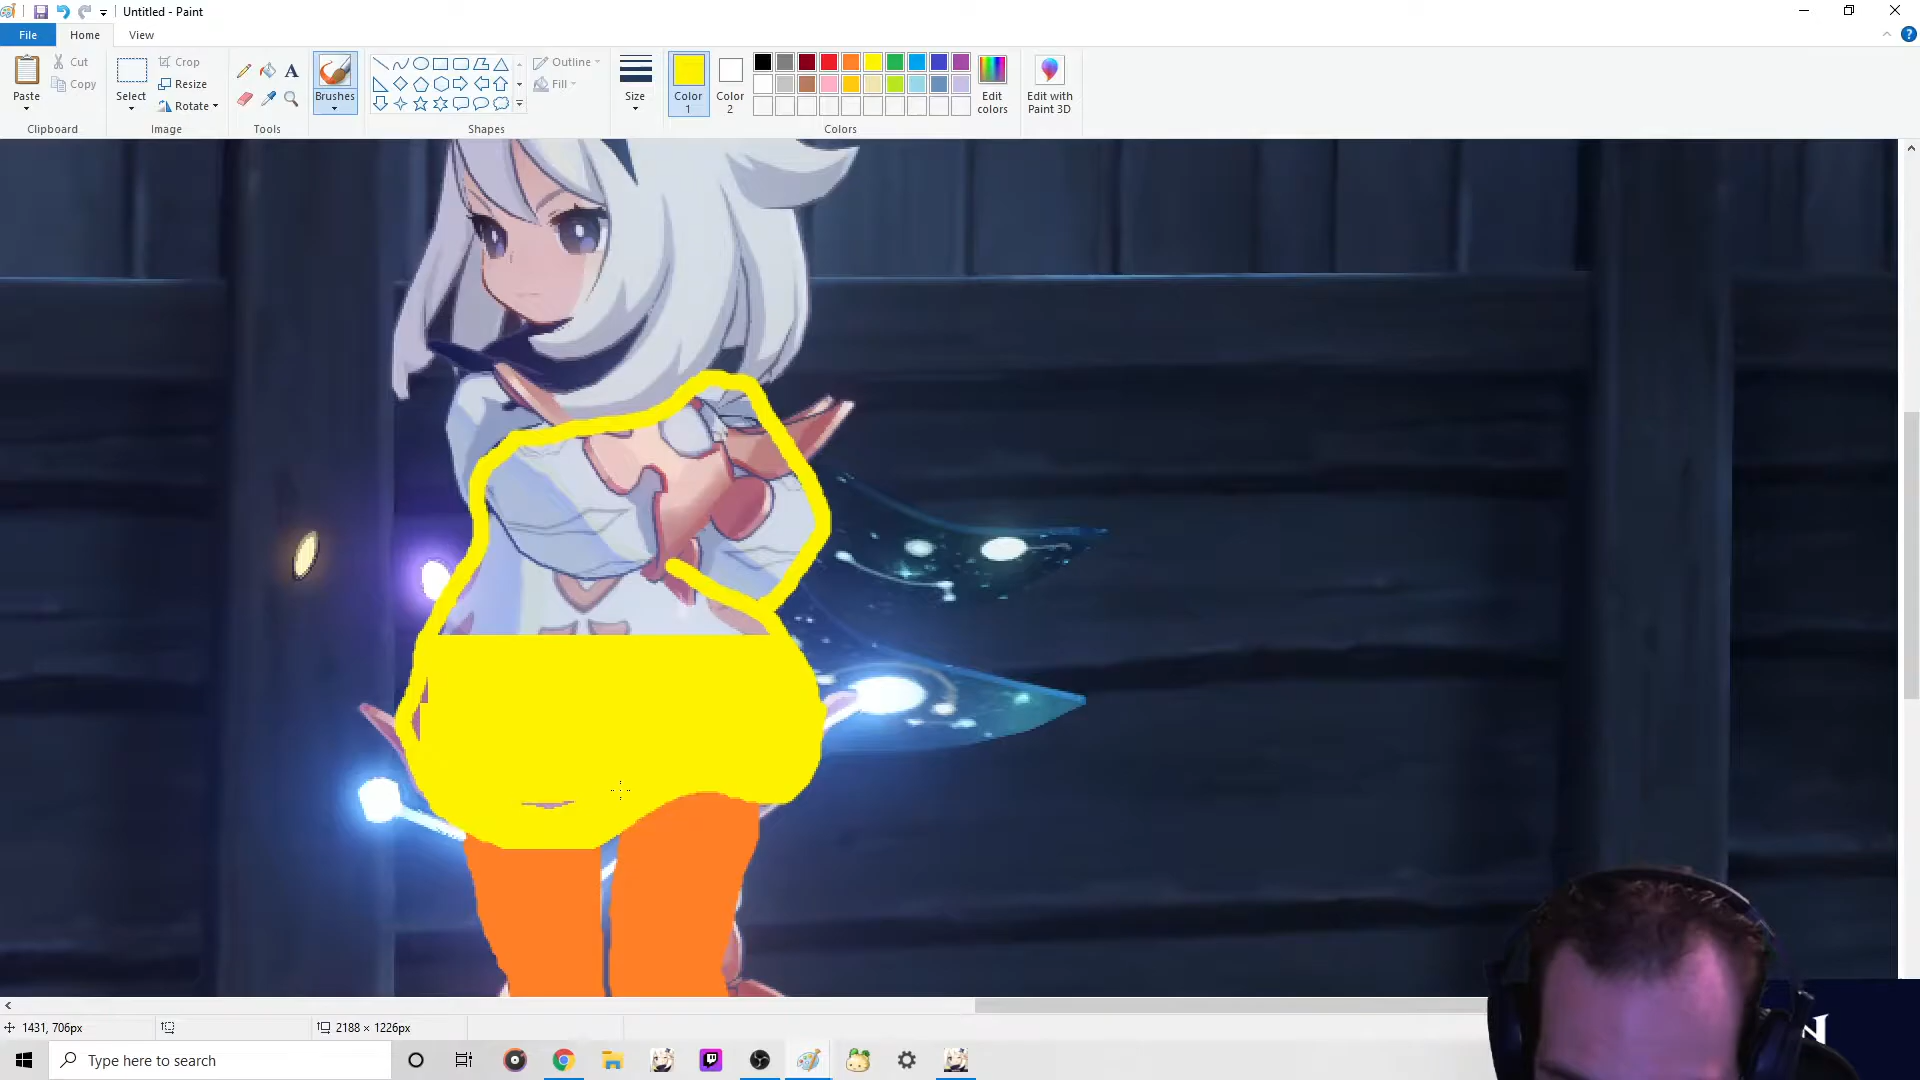 Untitled - Paint
File Home View
Paste
Cut
Copy
Clipboard
Select
Crop
Resize
Rotate
Image
A
Tools
Brushes
Shapes
Outline
Fill
Size
Color 1
Color 2
Edit colors
Edit with Paint 3D
Colors
1431, 706px
2188 × 1226px
Type here to search
N